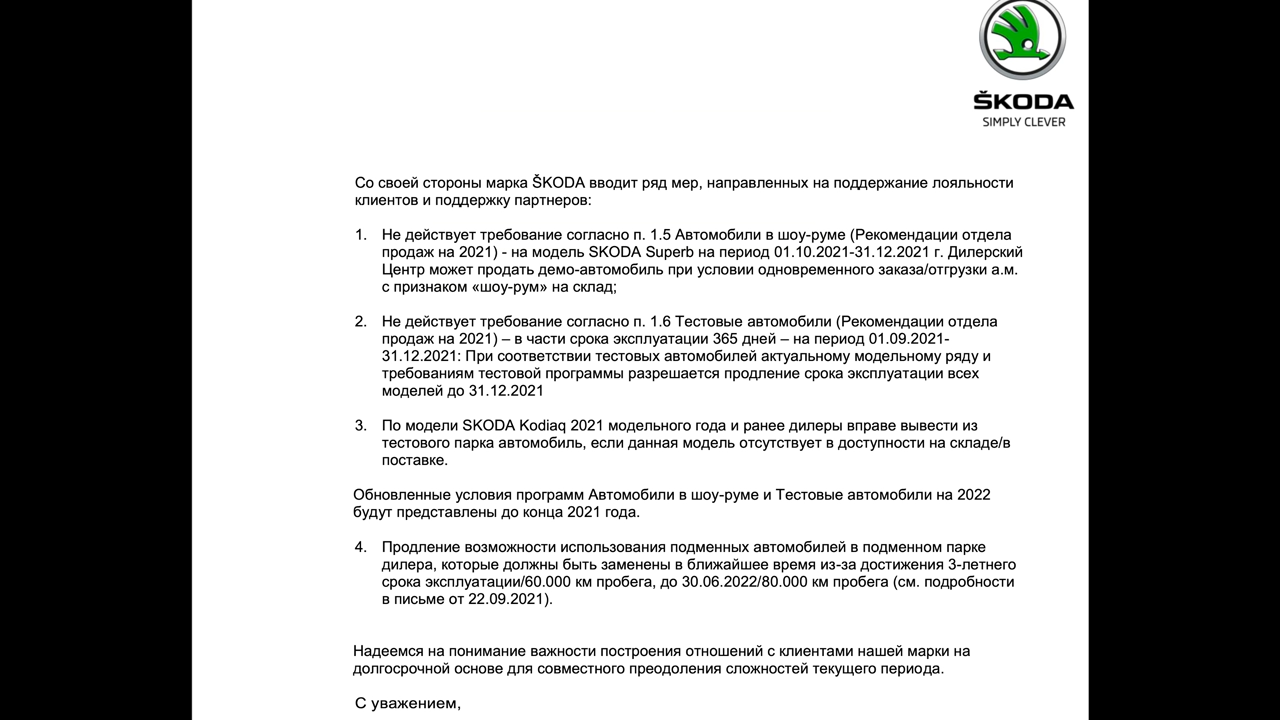 ŠKODA
SIMPLY CLEVER
Со своей стороны марка ŠKODA вводит ряд мер, направленных на поддержание лояльности
клиентов и поддержку партнеров:
1. Не действует требование согласно п. 1.5 Автомобили в шоу-руме (Рекомендации отдела
продаж на 2021) - на модель SKODA Superb на период 01.10.2021-31.12.2021 г. Дилерский
Центр может продать демо-автомобиль при условии одновременного заказа/отгрузки а.м.
с признаком «шоу-рум» на склад;
2. Не действует требование согласно п. 1.6 Тестовые автомобили (Рекомендации отдела
продаж на 2021) – в части срока эксплуатации 365 дней – на период 01.09.2021-
31.12.2021: При соответствии тестовых автомобилей актуальному модельному ряду и
требованиям тестовой программы разрешается продление срока эксплуатации всех
моделей до 31.12.2021
3. По модели SKODA Kodiaq 2021 модельного года и ранее дилеры вправе вывести из
тестового парка автомобиль, если данная модель отсутствует в доступности на складе/в
поставке.
Обновленные условия программ Автомобили в шоу-руме и Тестовые автомобили на 2022
будут представлены до конца 2021 года.
4. Продление возможности использования подменных автомобилей в подменном парке
дилера, которые должны быть заменены в ближайшее время из-за достижения 3-летнего
срока эксплуатации/60.000 км пробега, до 30.06.2022/80.000 км пробега (см. подробности
в письме от 22.09.2021).
Надеемся на понимание важности построения отношений с клиентами нашей марки на
долгосрочной основе для совместного преодоления сложностей текущего периода.
С уважением,